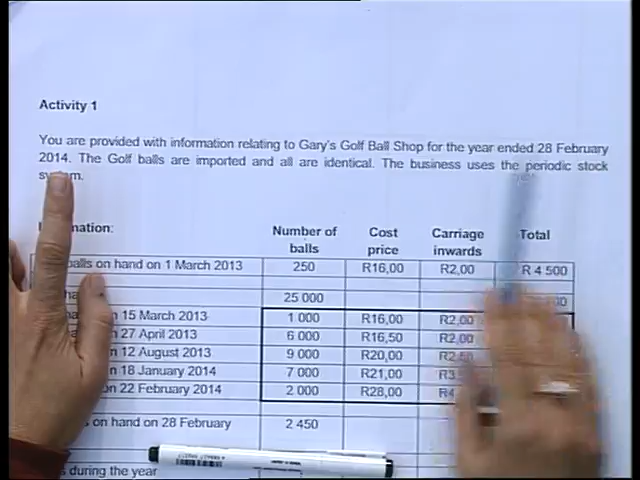 Activity 1
You are provided with information relating to Gary's Golf Ball Shop for the year ended 28 February
2014. The Golf balls are imported and all are identical. The business uses the periodic stock
Number of balls Cost price Carriage inwards Total
balls on hand on 1 March 2013 250 R16,00 R2,00 R 4 500
25 000
15 March 2013 1 000 R16,00 R2,00
27 April 2013 6 000 R16,50 R2,00
12 August 2013 9 000 R20,00
18 January 2014 7 000 R21,00
on 22 February 2014 2 000 R28,00
on hand on 28 February 2 450
during the year